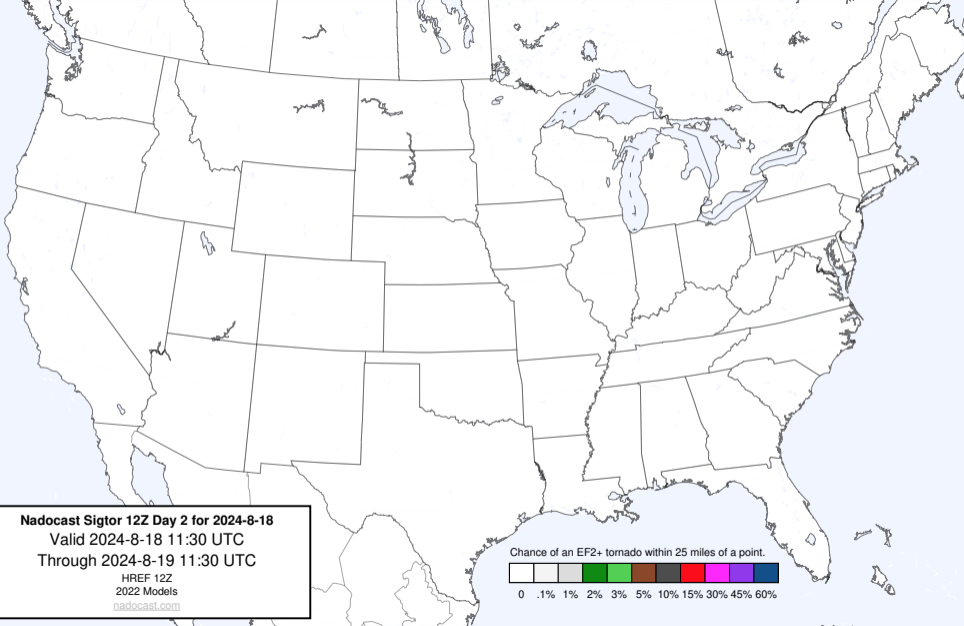 Nadocast Sigtor 12Z Day 2 for 2024-8-18
Valid 2024-8-18 11:30 UTC
Through 2024-8-19 11:30 UTC
HREF 12Z
2022 Models
nadocast.com
Chance of an EF2+ tornado within 25 miles of a point.
0 .1% 1% 2% 3% 5% 10% 15% 30% 45% 60%